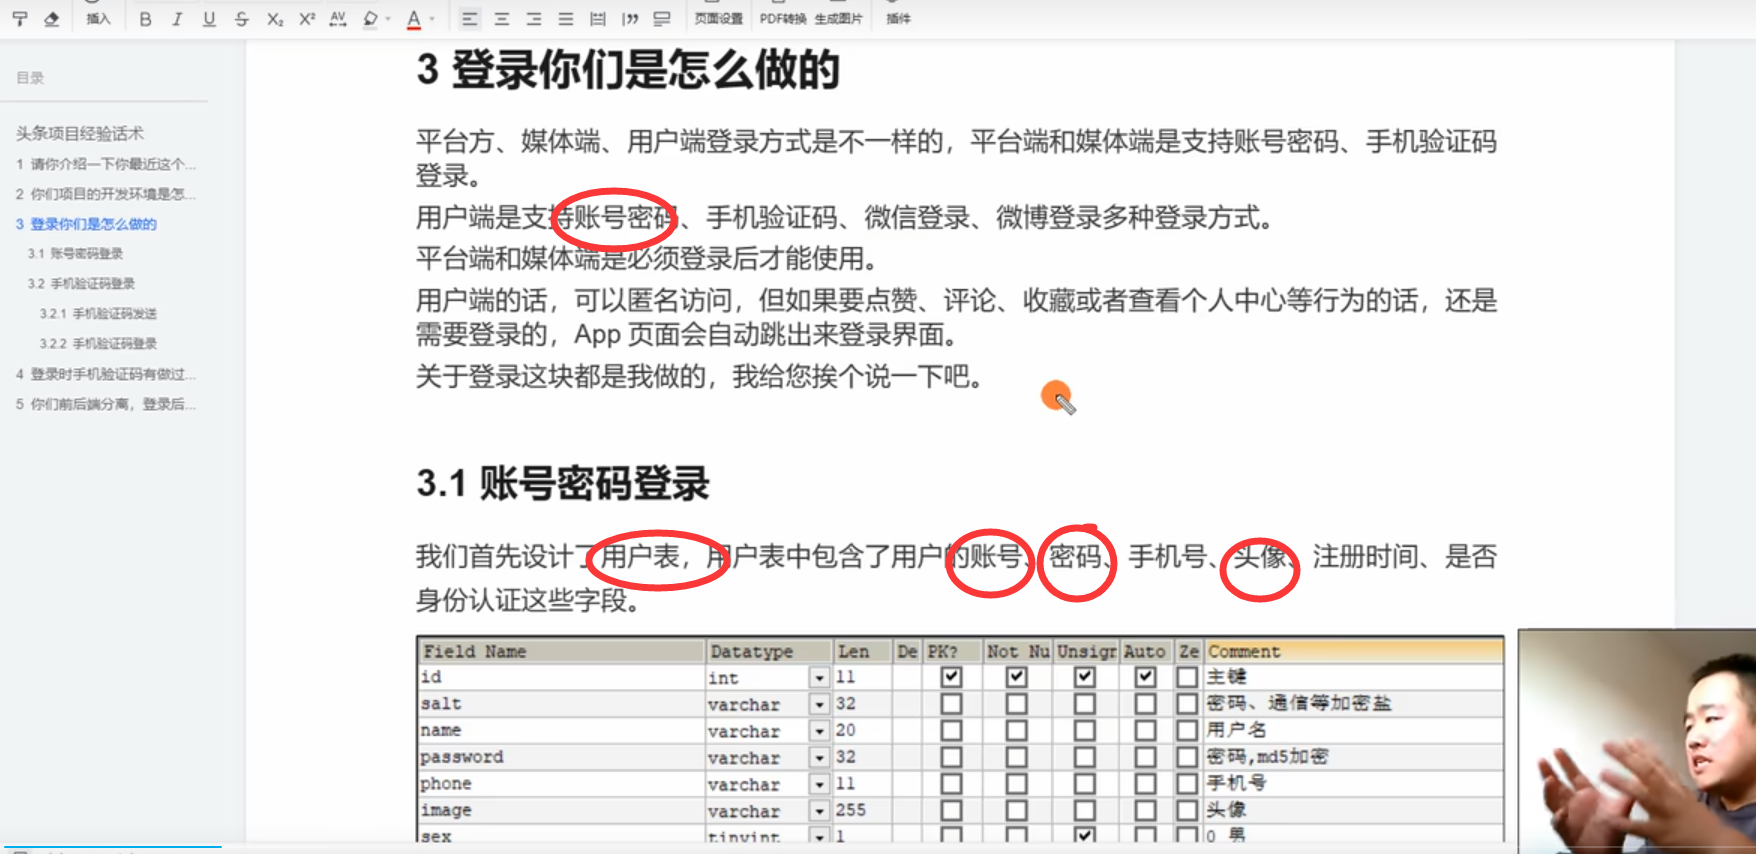 插入
B I U S X₂ X² AV A
页面设置 PDF转换 生成图片 插件
目录
头条项目经验话术
1 请你介绍一下你最近这个...
2 你们项目的开发环境是怎...
3 登录你们是怎么做的
3.1 账号密码登录
3.2 手机验证码登录
3.2.1 手机验证码发送
3.2.2 手机验证码登录
4 登录时手机验证码有做过...
5 你们前后端分离，登录后...
3 登录你们是怎么做的
平台方、媒体端、用户端登录方式是不一样的，平台端和媒体端是支持账号密码、手机验证码
登录。
用户端是支持账号密码、手机验证码、微信登录、微博登录多种登录方式。
平台端和媒体端是必须登录后才能使用。
用户端的话，可以匿名访问，但如果要点赞、评论、收藏或者查看个人中心等行为的话，还是
需要登录的，App 页面会自动跳出来登录界面。
关于登录这块都是我做的，我给您挨个说一下吧。
3.1 账号密码登录
我们首先设计了用户表，用户表中包含了用户的账号、密码、手机号、头像、注册时间、是否
身份认证这些字段。
Field Name Datatype Len De PK? Not Nu Unsigr Auto Ze Comment
id int 11 主键
salt varchar 32 密码、通信等加密盐
name varchar 20 用户名
password varchar 32 密码,md5加密
phone varchar 11 手机号
image varchar 255 头像
sex tinyint 1 0 男